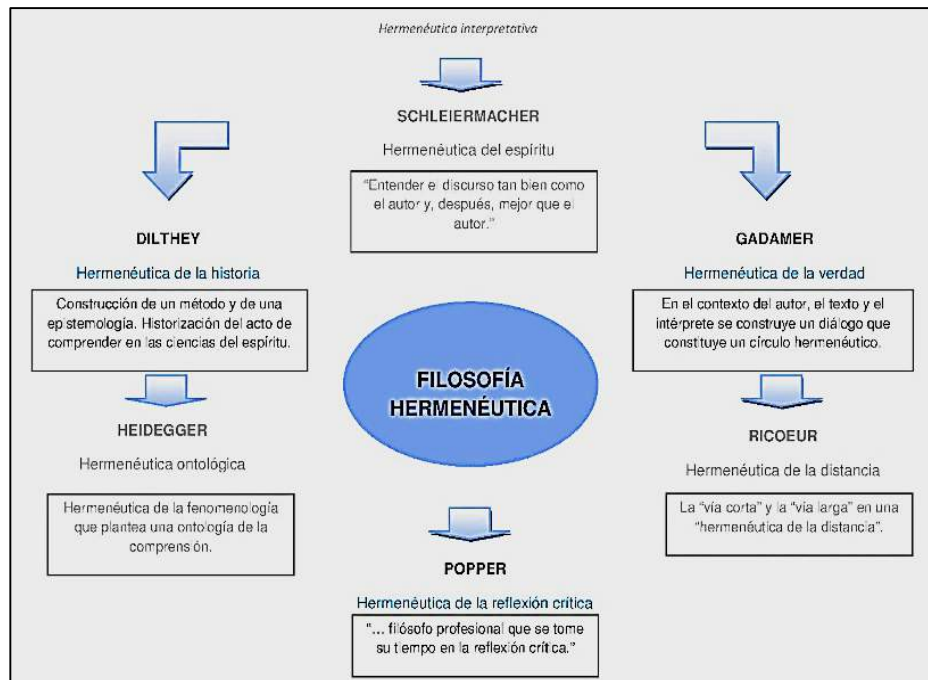 Hermenéutica interpretativa
SCHLEIERMACHER
Hermenéutica del espíritu
“Entender el discurso tan bien como
el autor y, después, mejor que el
autor.”
DILTHEY
Hermenéutica de la historia
Construcción de un método y de una
epistemología. Historización del acto de
comprender en las ciencias del espíritu.
GADAMER
Hermenéutica de la verdad
En el contexto del autor, el texto y el
intérprete se construye un diálogo que
constituye un círculo hermenéutico.
FILOSOFÍA
HERMENÉUTICA
HEIDEGGER
Hermenéutica ontológica
Hermenéutica de la fenomenología
que plantea una ontología de la
comprensión.
RICOEUR
Hermenéutica de la distancia
La “vía corta” y la “vía larga” en una
“hermenéutica de la distancia”.
POPPER
Hermenéutica de la reflexión crítica
“... filósofo profesional que se tome
su tiempo en la reflexión crítica.”